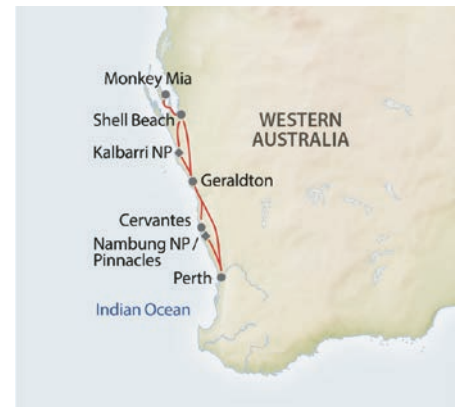 Monkey Mia
Shell Beach
WESTERN
AUSTRALIA
Kalbarri NP
Geraldton
Cervantes
Nambung NP /
Pinnacles
Perth
Indian Ocean